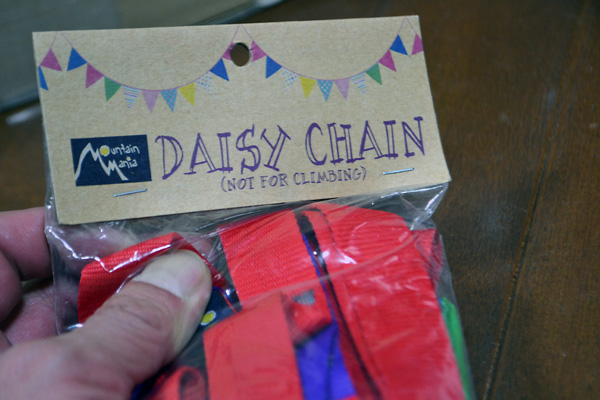 Mountain
Mania
DAISY CHAIN
(NOT FOR CLIMBING)